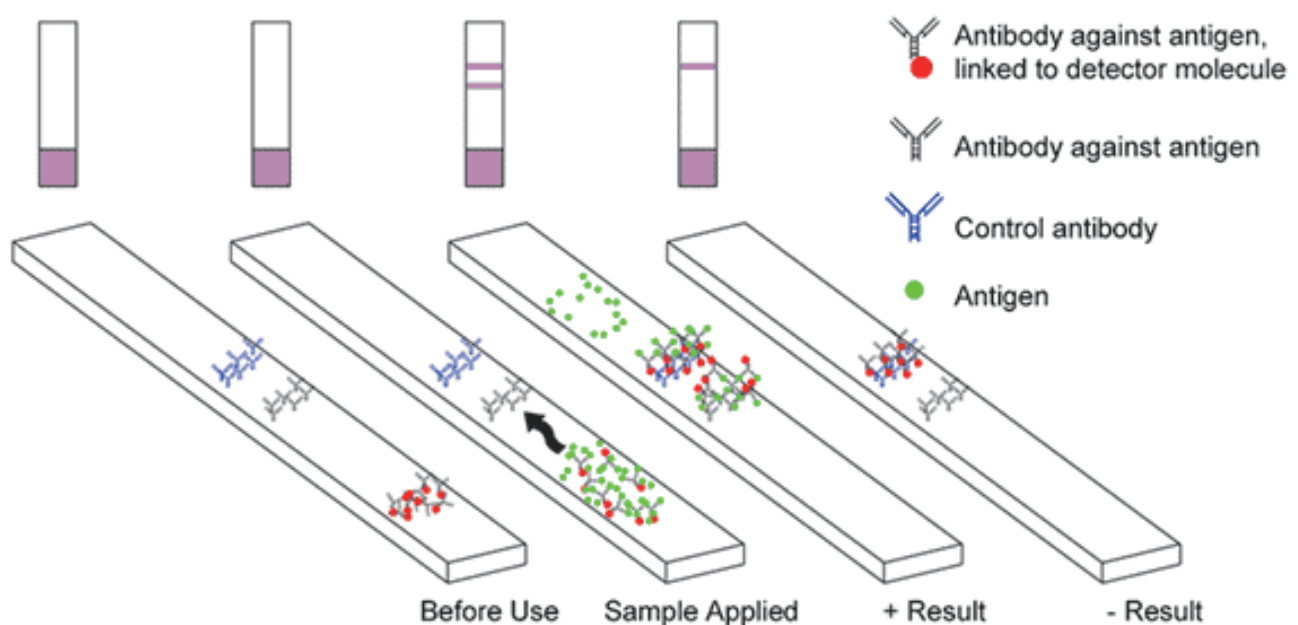 Antibody against antigen,
linked to detector molecule
Antibody against antigen
Control antibody
Antigen
Before Use
Sample Applied
+ Result
- Result